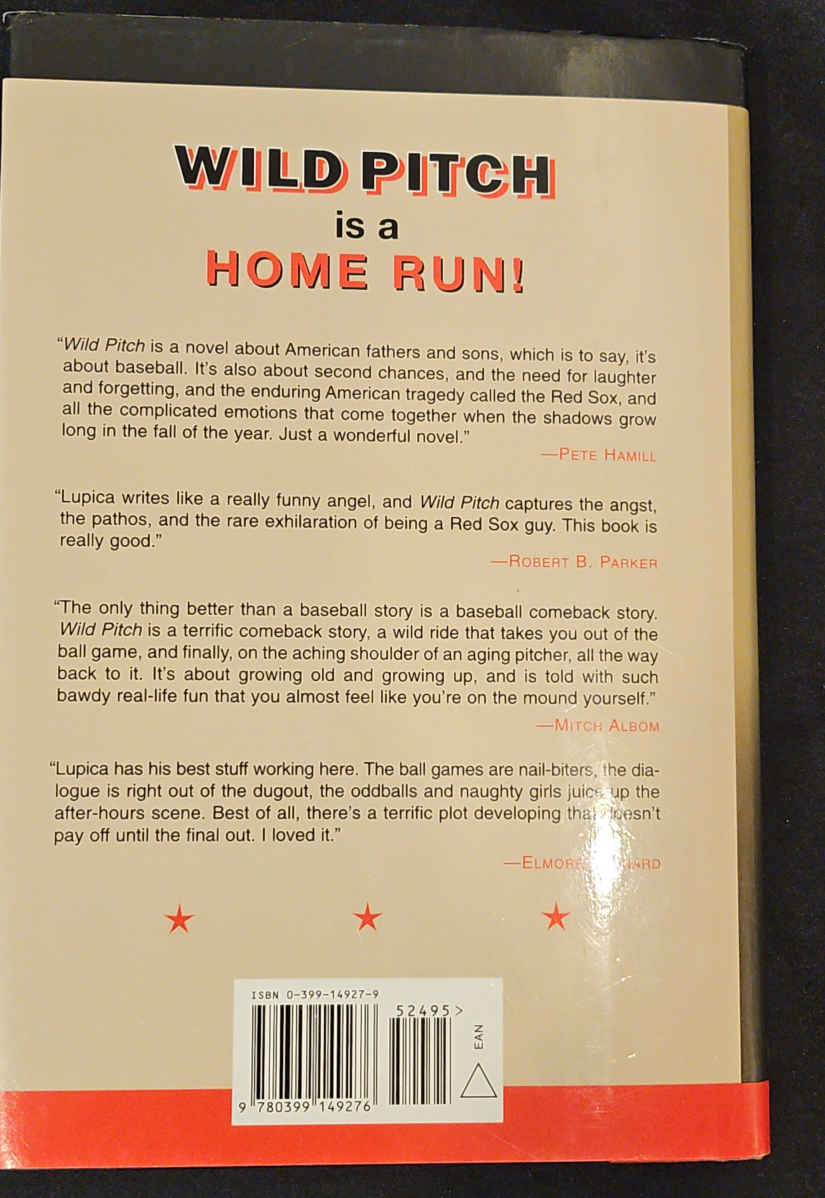 WILD PITCH
is a
HOME RUN!
“Wild Pitch is a novel about American fathers and sons, which is to say, it’s
about baseball. It’s also about second chances, and the need for laughter
and forgetting, and the enduring American tragedy called the Red Sox, and
all the complicated emotions that come together when the shadows grow
long in the fall of the year. Just a wonderful novel.”
—PETE HAMILL
“Lupica writes like a really funny angel, and Wild Pitch captures the angst,
the pathos, and the rare exhilaration of being a Red Sox guy. This book is
really good.”
—ROBERT B. PARKER
“The only thing better than a baseball story is a baseball comeback story.
Wild Pitch is a terrific comeback story, a wild ride that takes you out of the
ball game, and finally, on the aching shoulder of an aging pitcher, all the way
back to it. It’s about growing old and growing up, and is told with such
bawdy real-life fun that you almost feel like you’re on the mound yourself.”
—MITCH ALBOM
“Lupica has his best stuff working here. The ball games are nail-biters, the dia-
logue is right out of the dugout, the oddballs and naughty girls juice up the
after-hours scene. Best of all, there’s a terrific plot developing that doesn’t
pay off until the final out. I loved it.”
—ELMORE
ISBN 0-399-14927-9
52495>
EAN
9 780399 149276